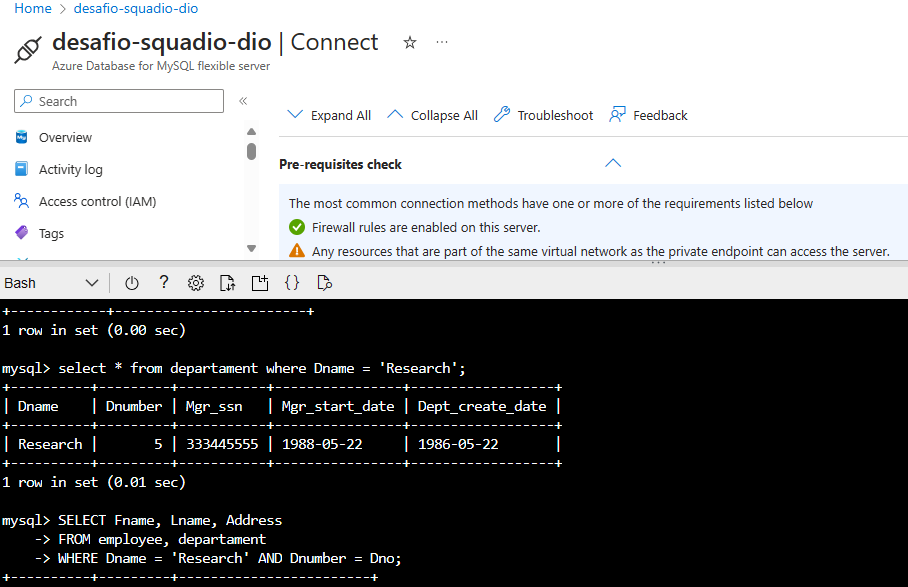 Home > desafio-squadio-dio
desafio-squadio-dio | Connect ☆ ...
Azure Database for MySQL flexible server
Search «
Expand All Collapse All Troubleshoot Feedback
Overview
Activity log
Access control (IAM)
Tags
Pre-requisites check
The most common connection methods have one or more of the requirements listed below
Firewall rules are enabled on this server.
Any resources that are part of the same virtual network as the private endpoint can access the server.
Bash
+------------+------------------------+
1 row in set (0.00 sec)
mysql> select * from departament where Dname = 'Research';
+----------+---------+-----------+----------------+------------------+
| Dname    | Dnumber | Mgr_ssn   | Mgr_start_date | Dept_create_date |
+----------+---------+-----------+----------------+------------------+
| Research |       5 | 333445555 | 1988-05-22     | 1986-05-22       |
+----------+---------+-----------+----------------+------------------+
1 row in set (0.01 sec)
mysql> SELECT Fname, Lname, Address
    -> FROM employee, departament
    -> WHERE Dname = 'Research' AND Dnumber = Dno;
+----------+---------+------------------------+